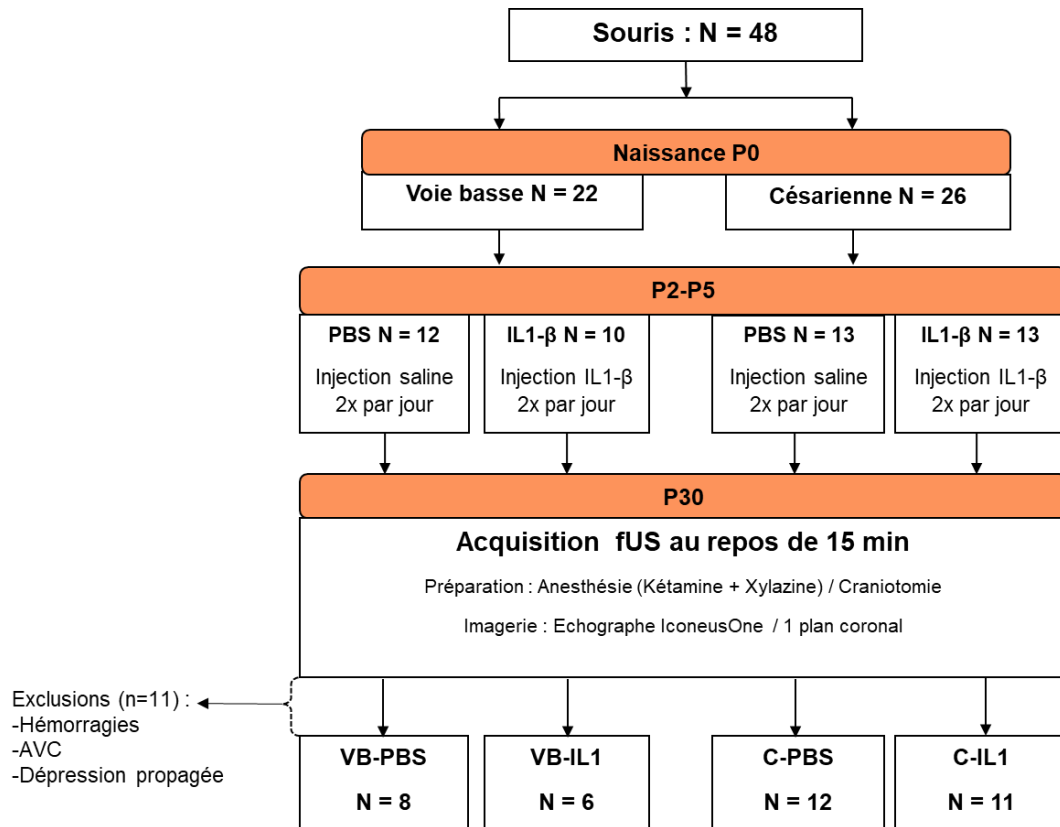 Souris : N = 48
Naissance P0
Voie basse N = 22
Césarienne N = 26
P2-P5
PBS N = 12
Injection saline
2x par jour
IL1-β N = 10
Injection IL1-β
2x par jour
PBS N = 13
Injection saline
2x par jour
IL1-β N = 13
Injection IL1-β
2x par jour
P30
Acquisition fUS au repos de 15 min
Préparation : Anesthésie (Kétamine + Xylazine) / Craniotomie
Imagerie : Echographe IconeusOne / 1 plan coronal
Exclusions (n=11) :
-Hémorragies
-AVC
-Dépression propagée
VB-PBS
N = 8
VB-IL1
N = 6
C-PBS
N = 12
C-IL1
N = 11